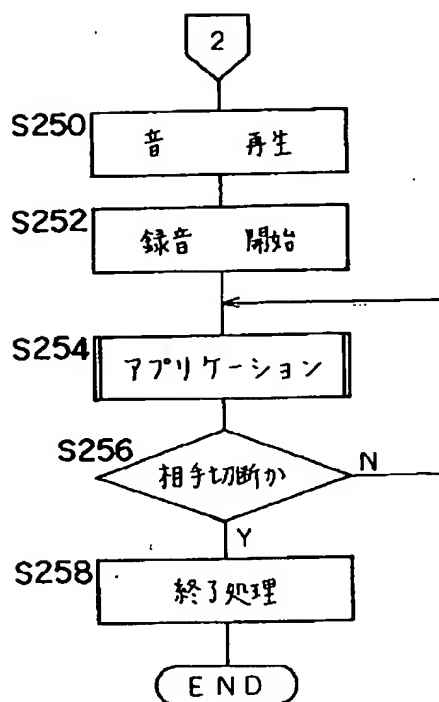 2
S250
音 再生
S252
録音 開始
S254
アプリケーション
S256
相手切断か
N
Y
S258
終了処理
END